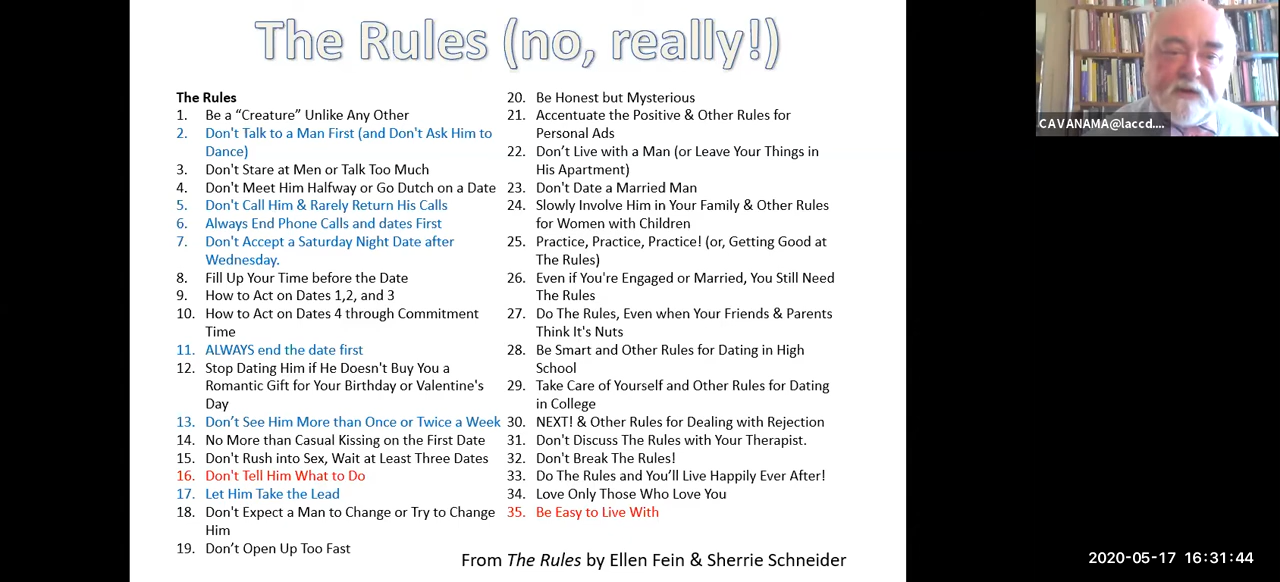 The Rules (no, really!)
The Rules
1. Be a “Creature” Unlike Any Other
2. Don't Talk to a Man First (and Don't Ask Him to
Dance)
3. Don't Stare at Men or Talk Too Much
4. Don't Meet Him Halfway or Go Dutch on a Date
5. Don't Call Him & Rarely Return His Calls
6. Always End Phone Calls and dates First
7. Don't Accept a Saturday Night Date after
Wednesday.
8. Fill Up Your Time before the Date
9. How to Act on Dates 1,2, and 3
10. How to Act on Dates 4 through Commitment
Time
11. ALWAYS end the date first
12. Stop Dating Him if He Doesn't Buy You a
Romantic Gift for Your Birthday or Valentine's
Day
13. Don’t See Him More than Once or Twice a Week
14. No More than Casual Kissing on the First Date
15. Don't Rush into Sex, Wait at Least Three Dates
16. Don't Tell Him What to Do
17. Let Him Take the Lead
18. Don't Expect a Man to Change or Try to Change
Him
19. Don’t Open Up Too Fast
20. Be Honest but Mysterious
21. Accentuate the Positive & Other Rules for
Personal Ads
22. Don’t Live with a Man (or Leave Your Things in
His Apartment)
23. Don't Date a Married Man
24. Slowly Involve Him in Your Family & Other Rules
for Women with Children
25. Practice, Practice, Practice! (or, Getting Good at
The Rules)
26. Even if You're Engaged or Married, You Still Need
The Rules
27. Do The Rules, Even when Your Friends & Parents
Think It's Nuts
28. Be Smart and Other Rules for Dating in High
School
29. Take Care of Yourself and Other Rules for Dating
in College
30. NEXT! & Other Rules for Dealing with Rejection
31. Don't Discuss The Rules with Your Therapist.
32. Don't Break The Rules!
33. Do The Rules and You’ll Live Happily Ever After!
34. Love Only Those Who Love You
35. Be Easy to Live With
From The Rules by Ellen Fein & Sherrie Schneider
CAVANAMA@laccd....
2020-05-17 16:31:44